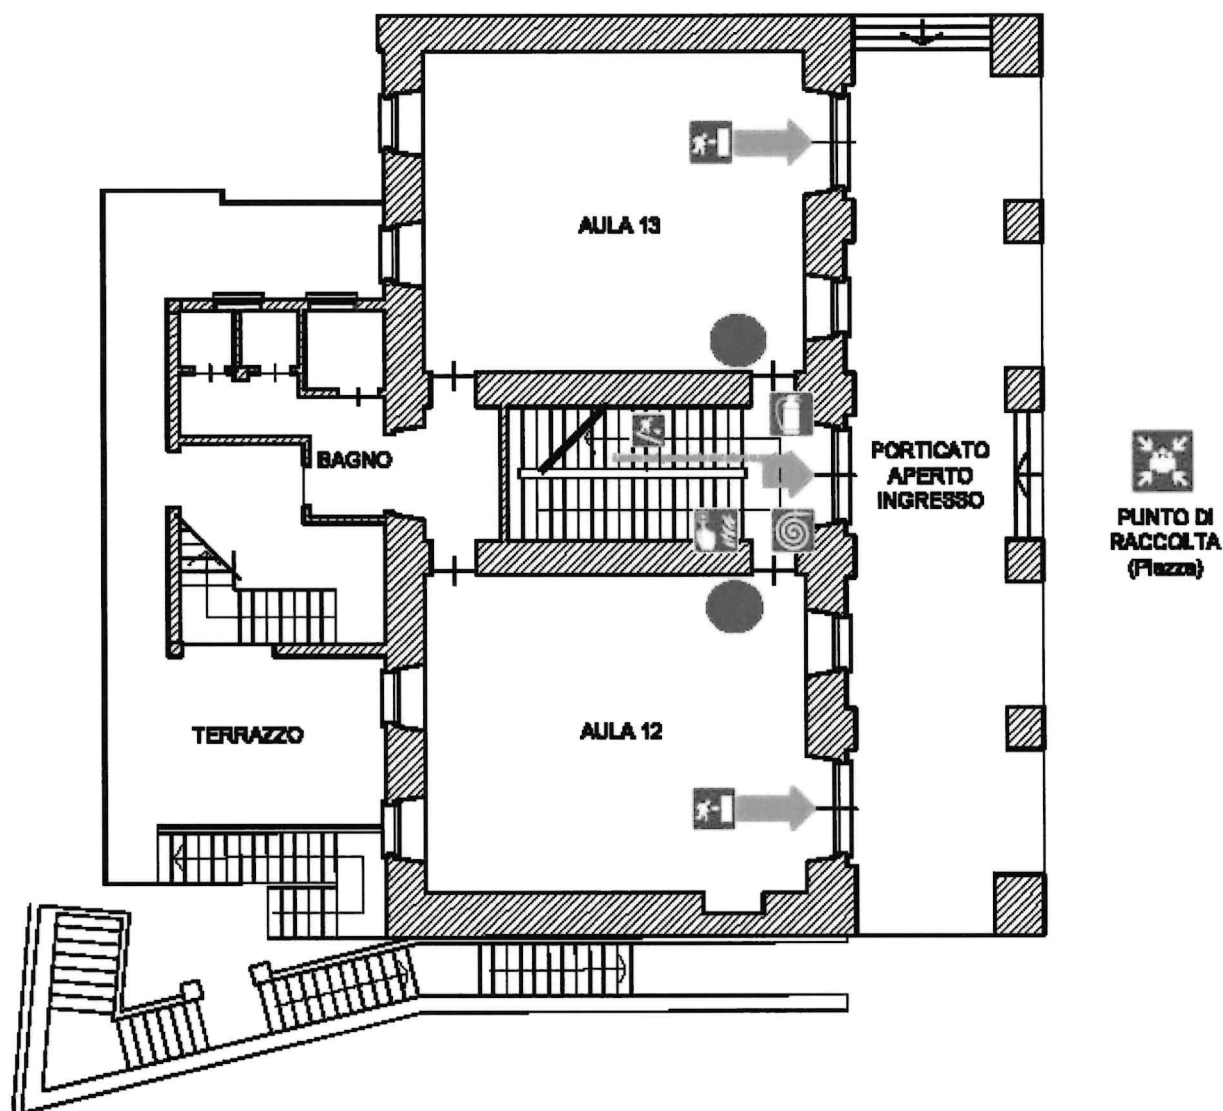 AULA 13
BAGNO
PORTICATO
APERTO
INGRESSO
PUNTO DI
RACCOLTA
(Piazza)
TERRAZZO
AULA 12